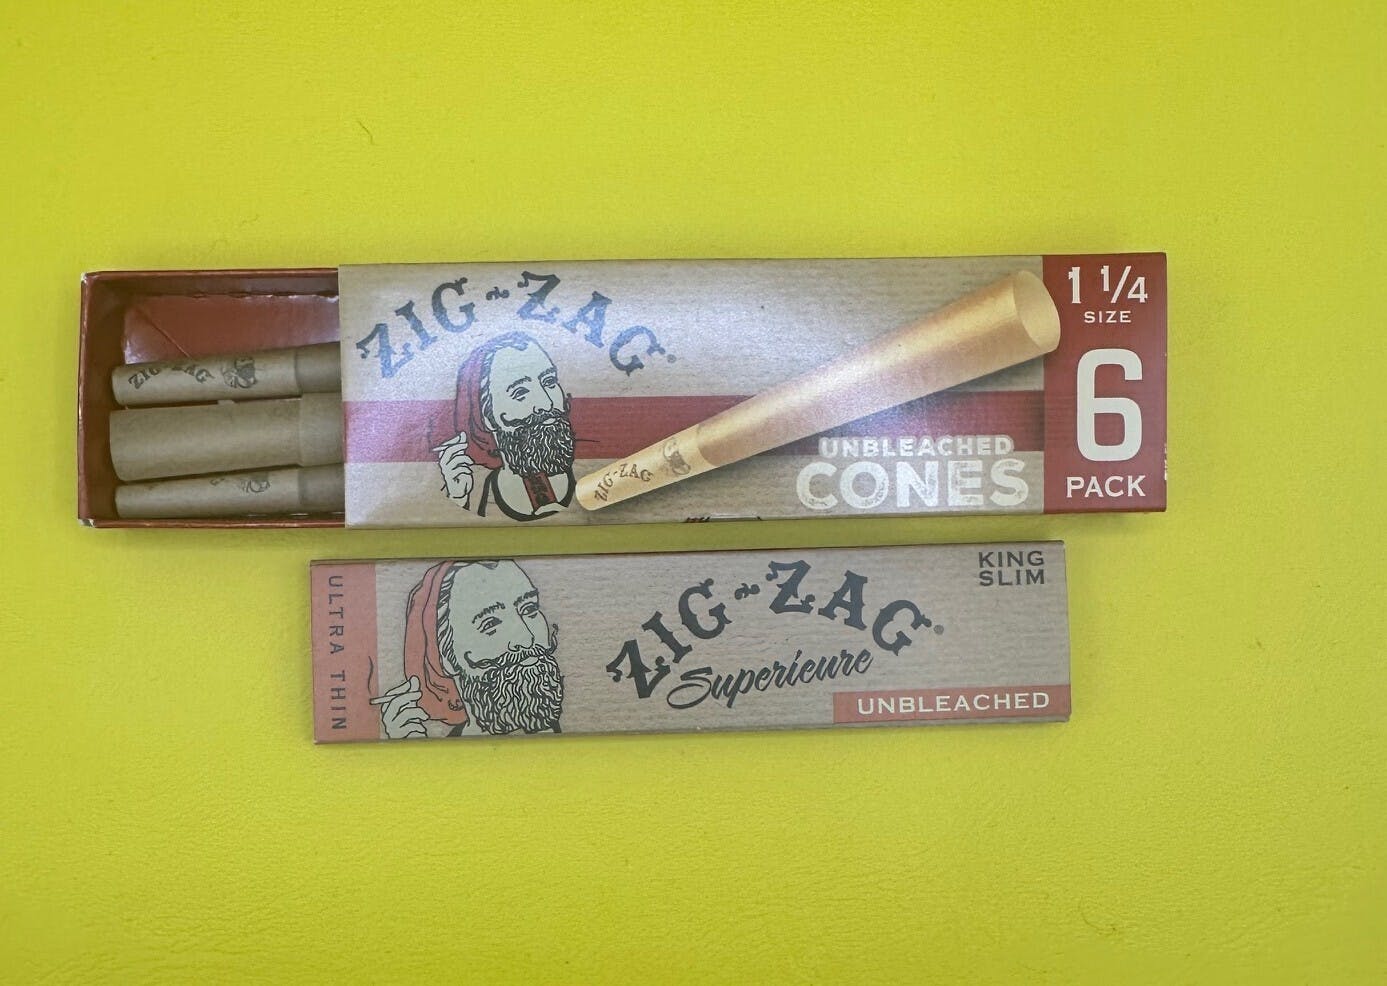 ZIG-ZAG
ZIG-ZAG
ZIG-ZAG
UNBLEACHED
CONES
1 1/4
SIZE
6
PACK
ULTRA THIN
ZIG-ZAG
Superieure
KING
SLIM
UNBLEACHED